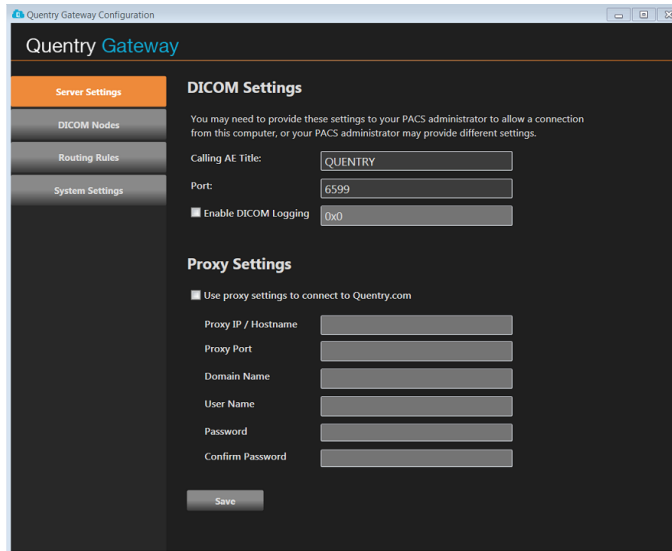 Quentry Gateway Configuration
Quentry Gateway
Server Settings
DICOM Nodes
Routing Rules
System Settings
DICOM Settings
You may need to provide these settings to your PACS administrator to allow a connection
from this computer, or your PACS administrator may provide different settings.
Calling AE Title: QUENTRY
Port: 6599
Enable DICOM Logging 0x0
Proxy Settings
Use proxy settings to connect to Quentry.com
Proxy IP / Hostname
Proxy Port
Domain Name
User Name
Password
Confirm Password
Save